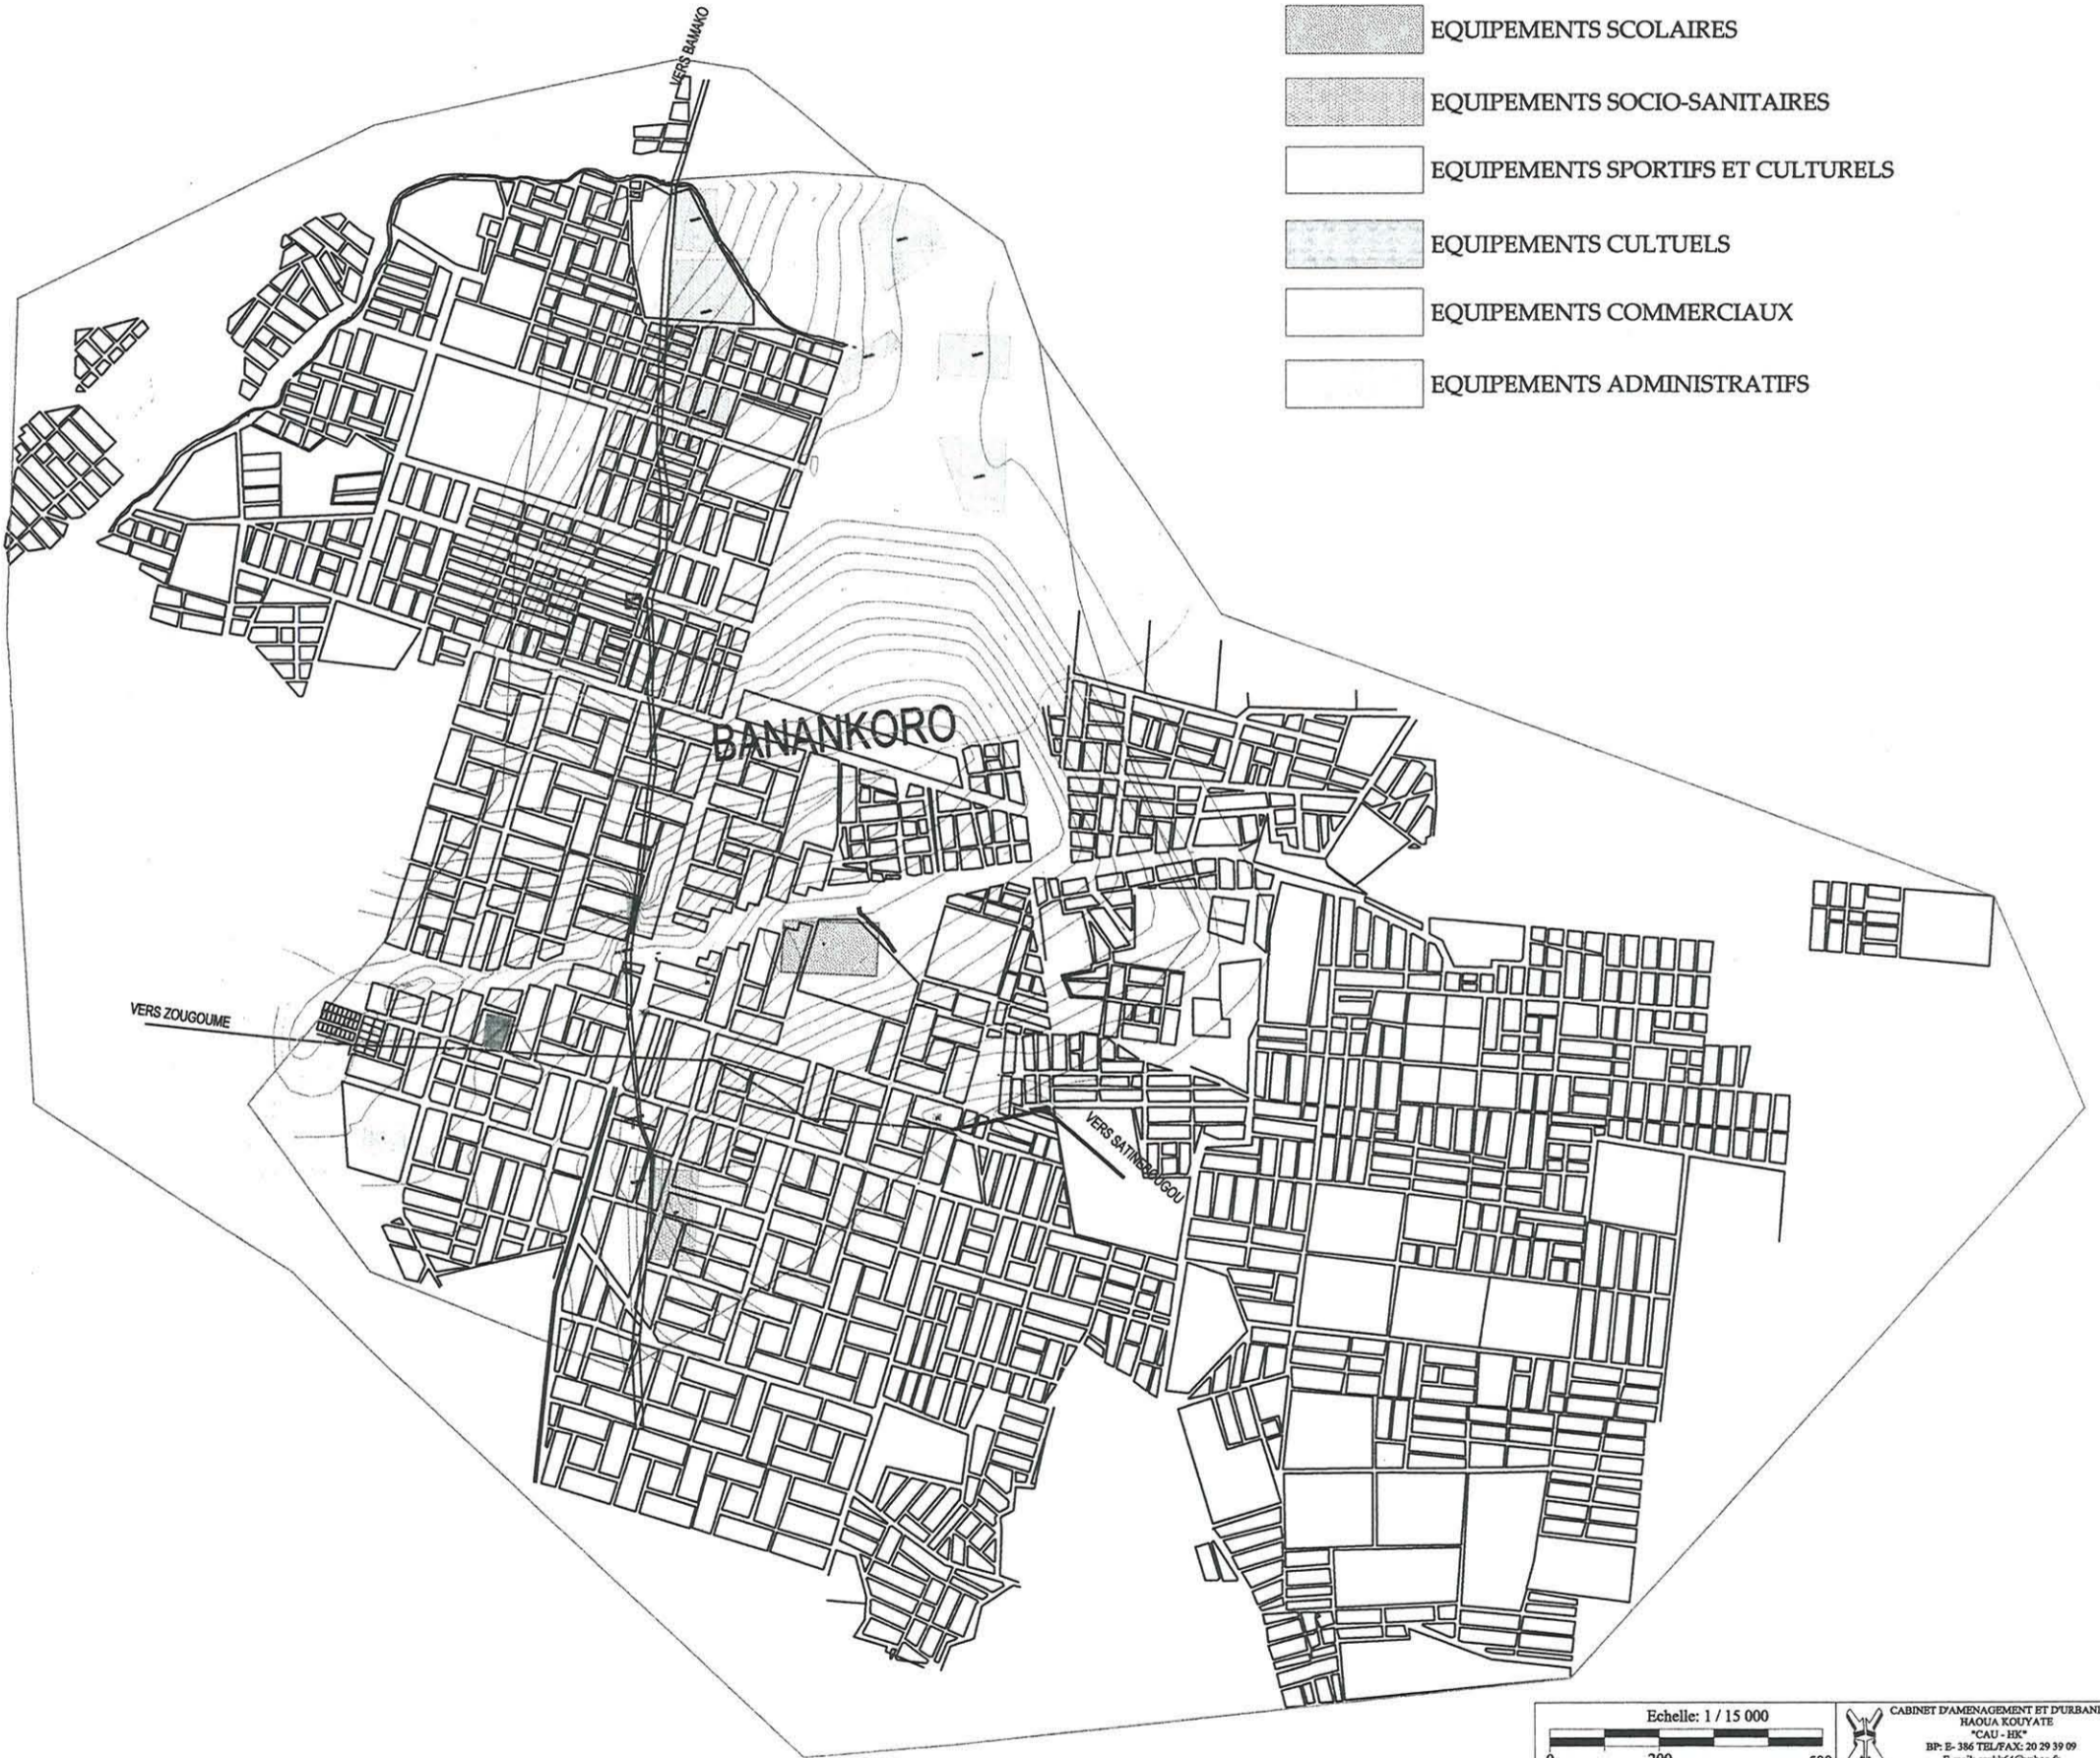 VERS BAMAKO
EQUIPEMENTS SCOLAIRES
EQUIPEMENTS SOCIO-SANITAIRES
EQUIPEMENTS SPORTIFS ET CULTURELS
EQUIPEMENTS CULTUELS
EQUIPEMENTS COMMERCIAUX
EQUIPEMENTS ADMINISTRATIFS
BANANKORO
VERS ZOUGOUME
VERS SATINEBOUGOU
Echelle: 1 / 15 000
CABINET D'AMENAGEMENT ET D'URBANI
HAOUA KOUYATE
"CAU - HK"
BP: E- 386 TEL/FAX: 20 29 39 09